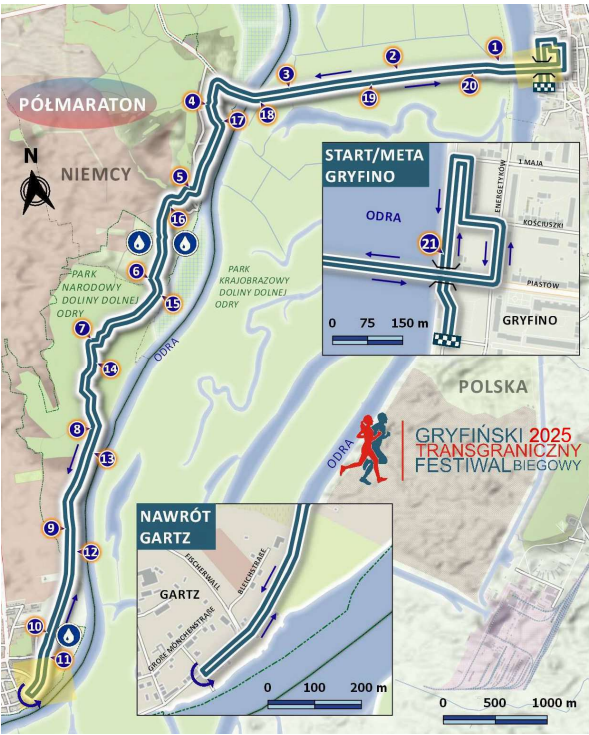 1
2
3
4
19
20
18
17
PÓŁMARATON
N
NIEMCY
5
16
6
15
PARK
NARODOWY
DOLINY DOLNEJ
ODRY
PARK
KRAJOBRAZOWY
DOLINY DOLNEJ
ODRY
ODRA
7
14
8
13
9
12
10
11
START/META
GRYFINO
1 MAJA
ENERGETYKÓW
ODRA
KOŚCIUSZKI
21
PIASTÓW
0 75 150 m
GRYFINO
POLSKA
ODRA
GRYFIŃSKI 2025
TRANSGRANICZNY
FESTIWAL BIEGOWY
NAWRÓT
GARTZ
FISCHERWALL
BLEICHSTRAßE
GARTZ
GROßE MÖNCHENSTRAßE
0 100 200 m
0 500 1000 m